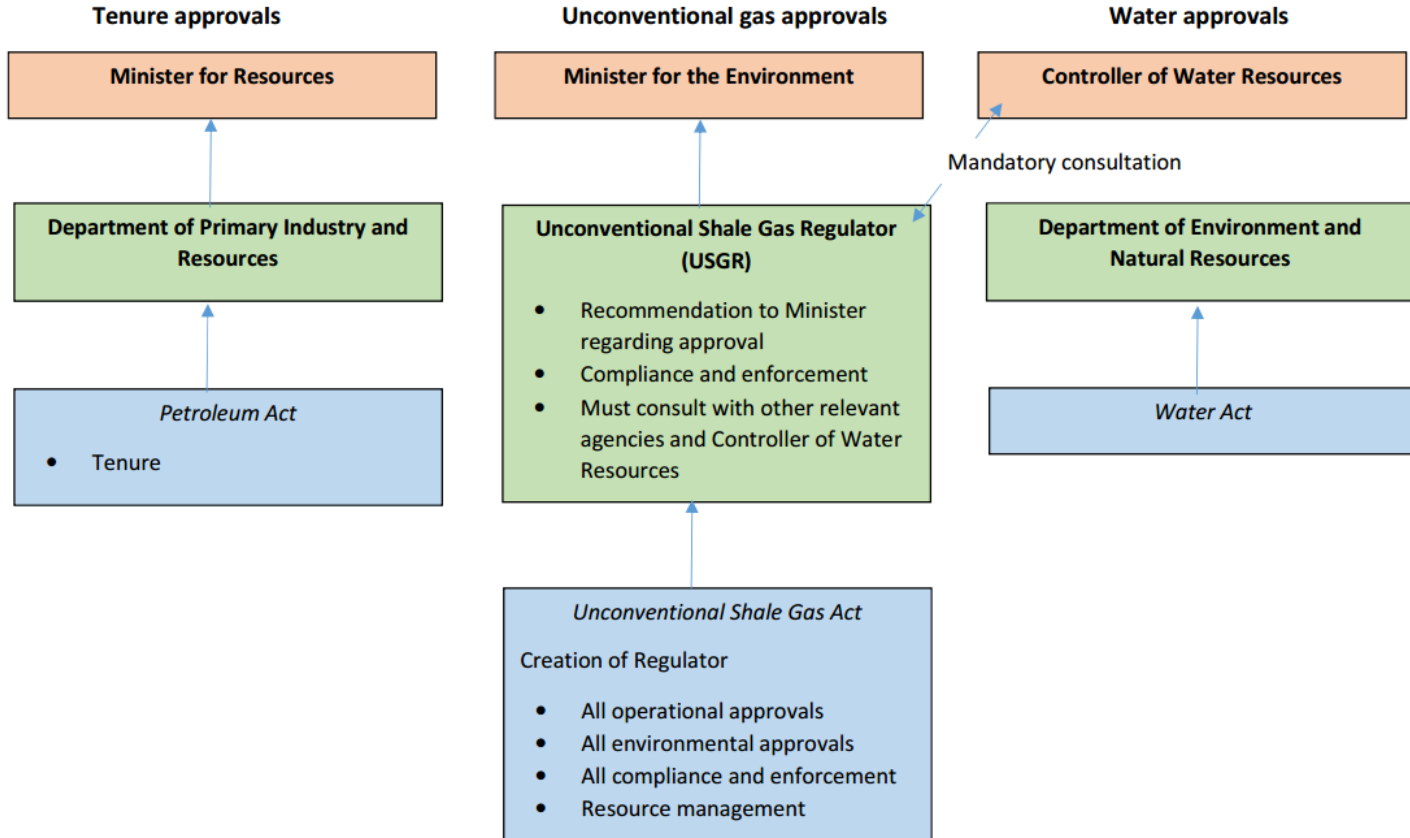 Tenure approvals
Unconventional gas approvals
Water approvals
Minister for Resources
Minister for the Environment
Controller of Water Resources
Mandatory consultation
Department of Primary Industry and
Resources
Unconventional Shale Gas Regulator
(USGR)
• Recommendation to Minister
regarding approval
• Compliance and enforcement
• Must consult with other relevant
agencies and Controller of Water
Resources
Department of Environment and
Natural Resources
Petroleum Act
• Tenure
Water Act
Unconventional Shale Gas Act
Creation of Regulator
• All operational approvals
• All environmental approvals
• All compliance and enforcement
• Resource management